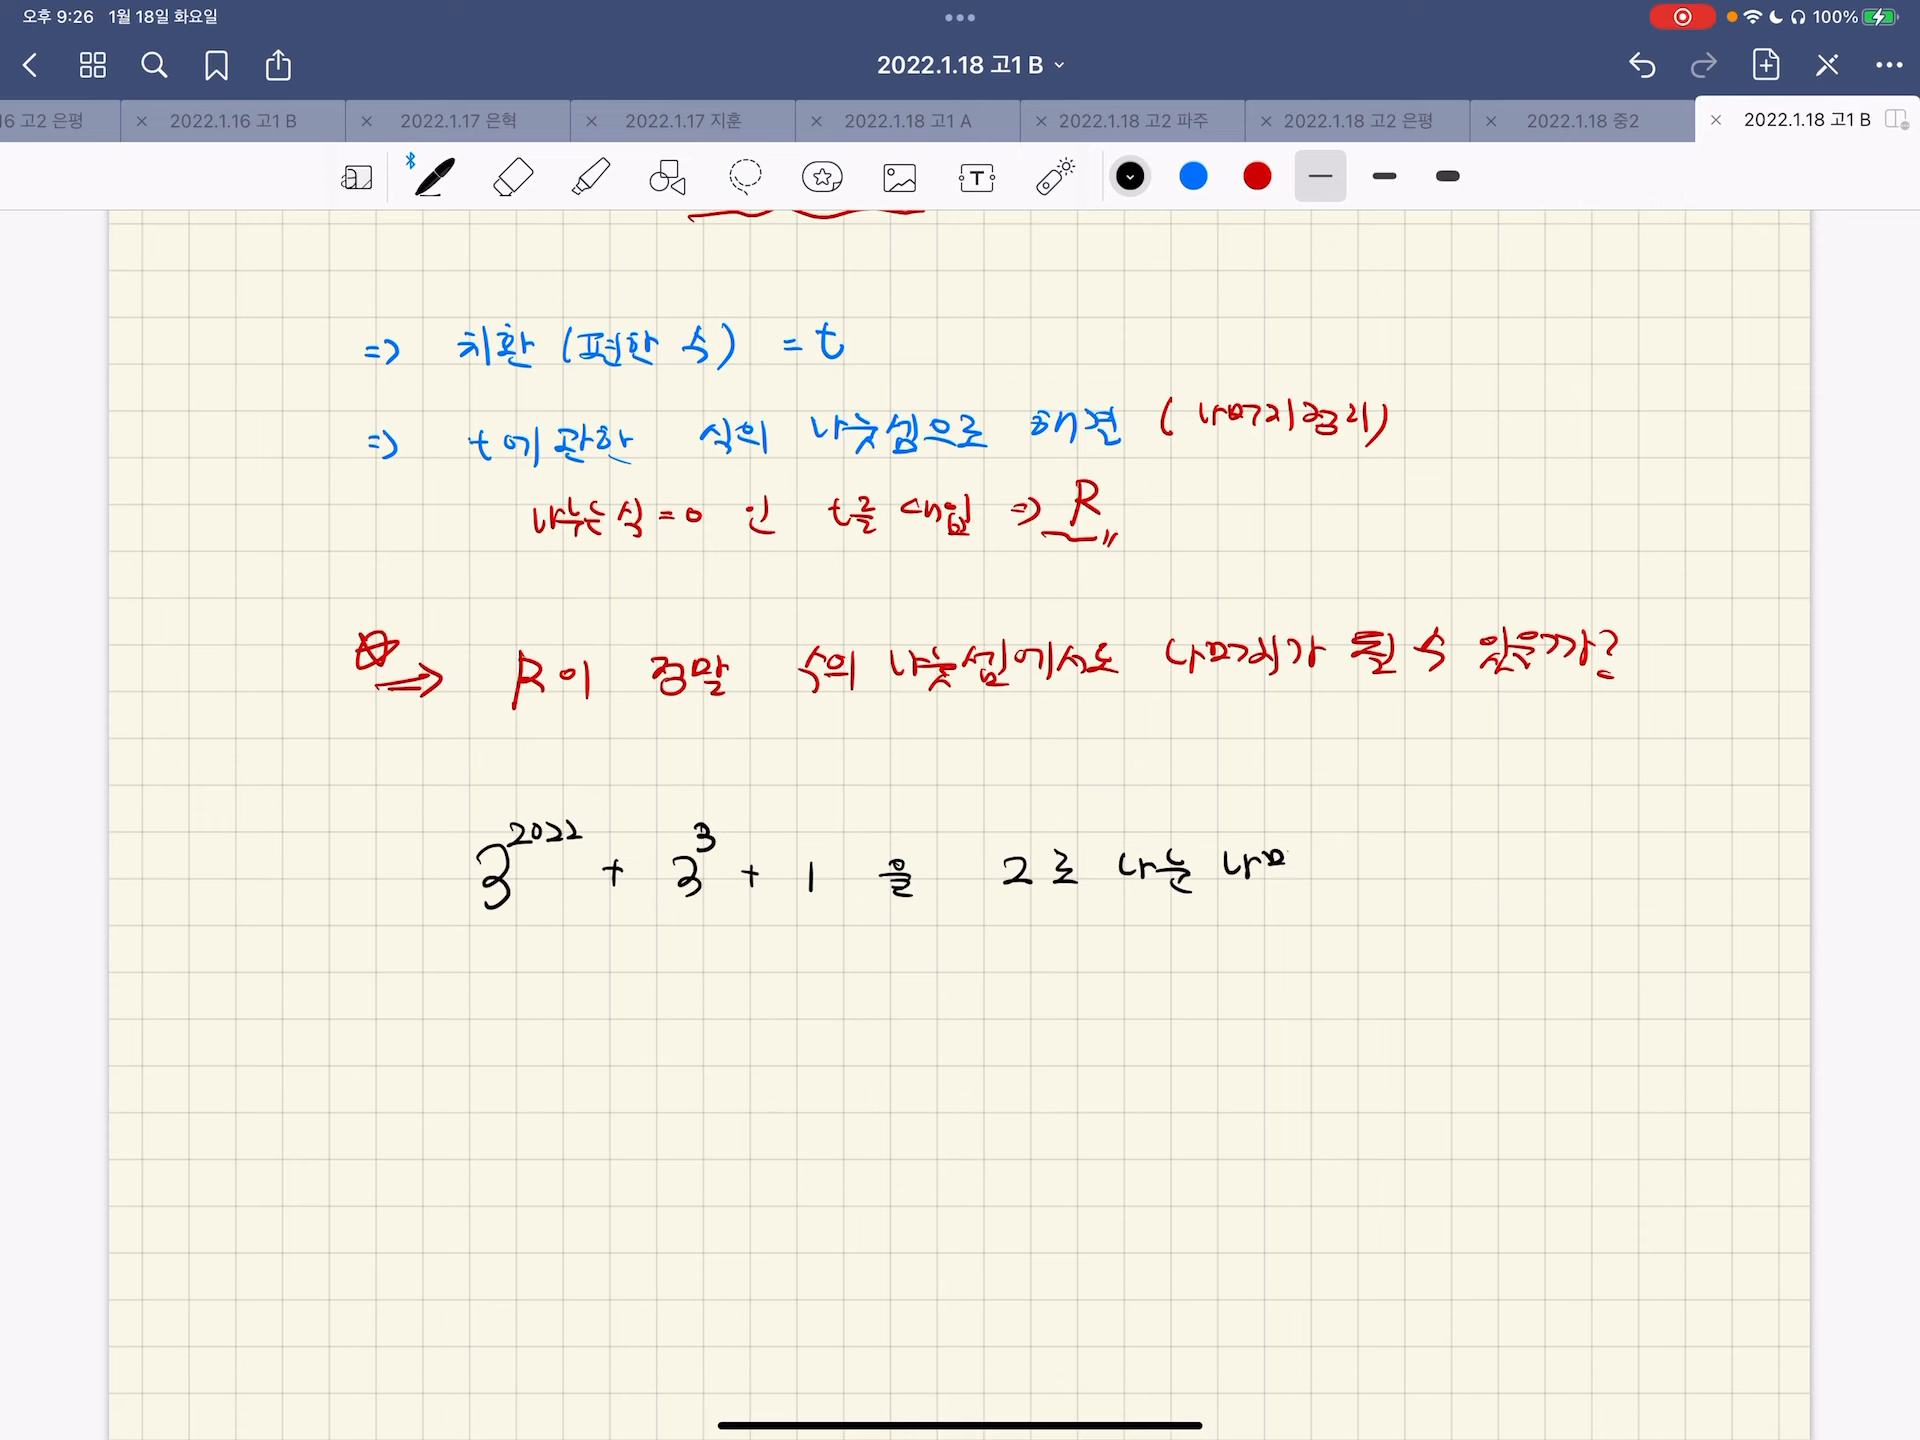 오후 9:26 1월 18일 화요일
100%
2022.1.18 고1 B
16 고2 은평
2022.1.16 고1 B
2022.1.17 은혁
2022.1.17 지훈
2022.1.18 고1 A
2022.1.18 고2 파주
2022.1.18 고2 은평
2022.1.18 중2
2022.1.18 고1 B
=> 치환 (편한 수) = t
=> t에 관한 식의 나눗셈으로 해결 (나머지정리)
나누는 식 = 0 인 t를 대입 => R
=> R이 정말 수의 나눗셈에서도 나머지가 될 수 있을까?
3^2022 + 3^3 + 1 을 2로 나눈 나ㅁ